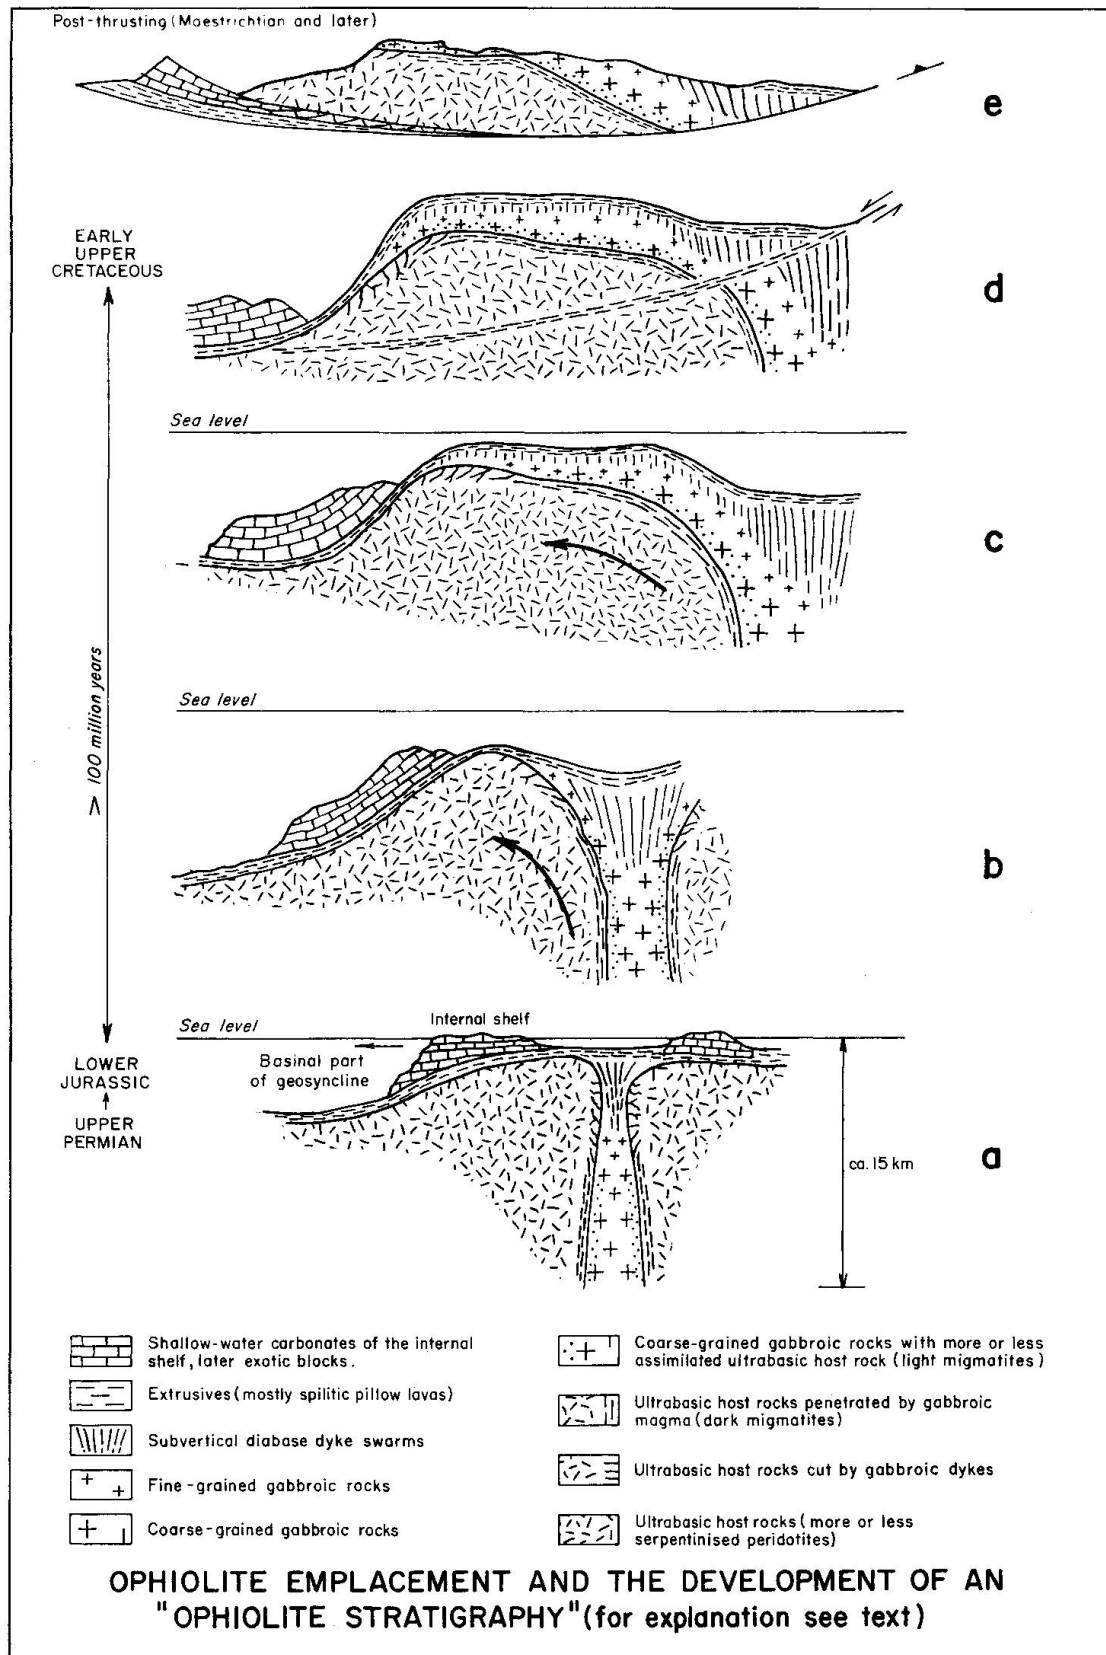 Post-thrusting (Maestrichtian and later)
e
EARLY
UPPER
CRETACEOUS
d
Sea level
c
> 100 million years
Sea level
b
Sea level
Internal shelf
Basinal part
of geosyncline
LOWER
JURASSIC
UPPER
PERMIAN
a
ca. 15 km
Shallow-water carbonates of the internal
shelf, later exotic blocks.
Extrusives (mostly spilitic pillow lavas)
Subvertical diabase dyke swarms
Fine-grained gabbroic rocks
Coarse-grained gabbroic rocks
Coarse-grained gabbroic rocks with more or less
assimilated ultrabasic host rock (light migmatites)
Ultrabasic host rocks penetrated by gabbroic
magma (dark migmatites)
Ultrabasic host rocks cut by gabbroic dykes
Ultrabasic host rocks (more or less
serpentinised peridotites)
OPHIOLITE EMPLACEMENT AND THE DEVELOPMENT OF AN
"OPHIOLITE STRATIGRAPHY" (for explanation see text)